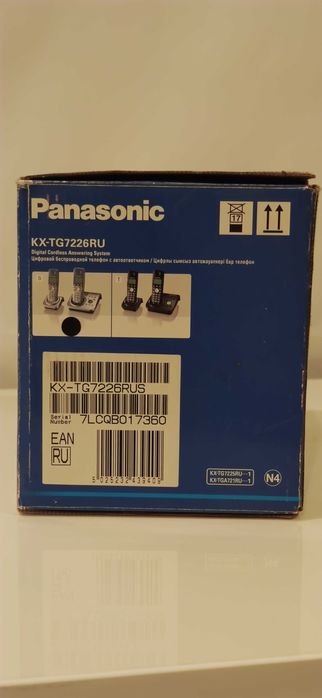 Panasonic
17
KX-TG7226RU
Digital Cordless Answering System
Цифровой беспроводной телефон с автоответчиком / Цифрлы сымсыз автожауапкері бар телефон
S
T
KX-TG7226RUS
Serial Number 7LCQB017360
EAN
RU
5025232439409
KX-TG7225RU···1
KX-TGA721RU···1
N4